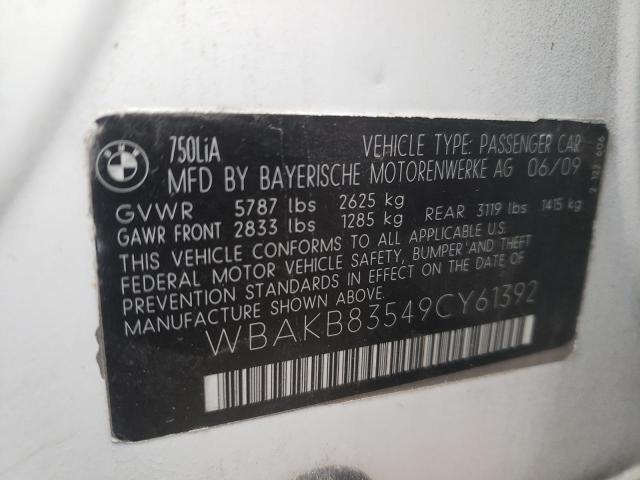 BMW
750LiA VEHICLE TYPE: PASSENGER CAR
MFD BY BAYERISCHE MOTORENWERKE AG 06/09
GVWR 5787 lbs 2625 kg
GAWR FRONT 2833 lbs 1285 kg REAR 3119 lbs 1415 kg
THIS VEHICLE CONFORMS TO ALL APPLICABLE U.S.
FEDERAL MOTOR VEHICLE SAFETY, BUMPER AND THEFT
PREVENTION STANDARDS IN EFFECT ON THE DATE OF
MANUFACTURE SHOWN ABOVE.
WBAKB83549CY61392